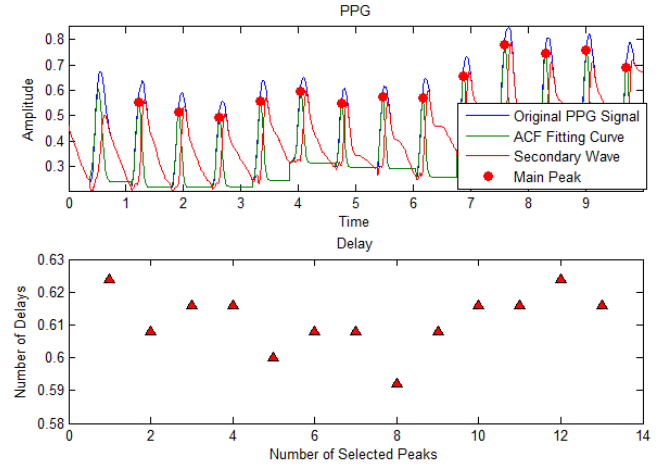 PPG
Amplitude
0.8
0.7
0.6
0.5
0.4
0.3
0 1 2 3 4 5 6 7 8 9
Time
Original PPG Signal
ACF Fitting Curve
Secondary Wave
Main Peak
Delay
Number of Delays
0.63
0.62
0.61
0.6
0.59
0.58
0 2 4 6 8 10 12 14
Number of Selected Peaks